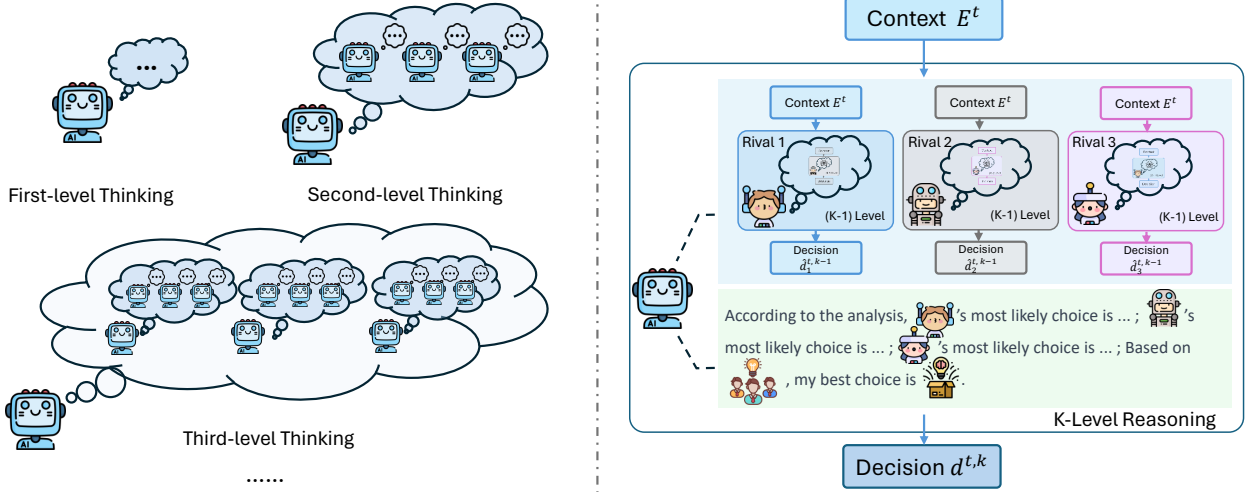 First-level Thinking
Second-level Thinking
Third-level Thinking
......
AI
AI
AI
Context E^t
Context E^t
Context E^t
Context E^t
Rival 1
Rival 2
Rival 3
(K-1) Level
(K-1) Level
(K-1) Level
Decision
d̂_1^{t,k−1}
Decision
d̂_2^{t,k−1}
Decision
d̂_3^{t,k−1}
AI
According to the analysis, 's most likely choice is ... ; 's
most likely choice is ... ; 's most likely choice is ... ; Based on
, my best choice is .
K-Level Reasoning
Decision d^{t,k}